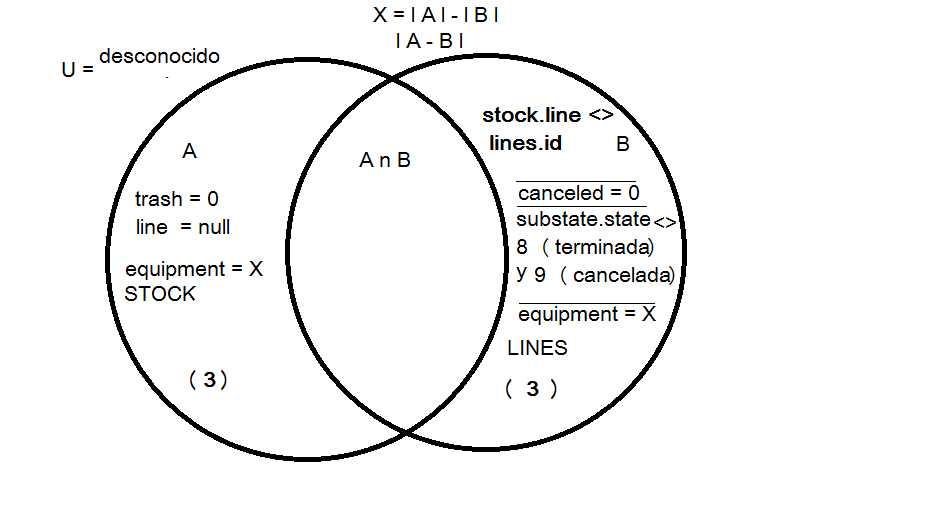 X = I A I - I B I
I A - B I
U = desconocido
A
trash = 0
line = null
equipment = X
STOCK
( 3 )
A n B
stock.line <>
lines.id
B
canceled = 0
substate.state <>
8 ( terminada)
y 9 ( cancelada)
equipment = X
LINES
( 3 )